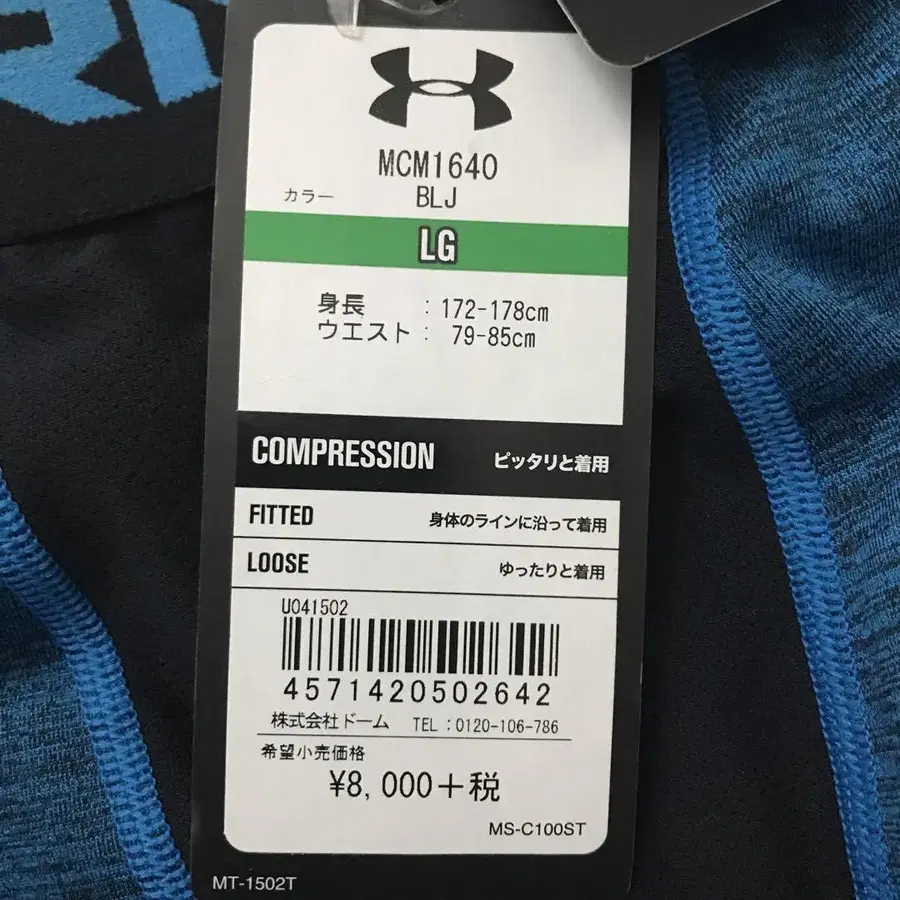 MCM1640
カラー BLJ
LG
身長 : 172-178cm
ウエスト : 79-85cm
COMPRESSION ピッタリと着用
FITTED 身体のラインに沿って着用
LOOSE ゆったりと着用
U041502
4571420502642
株式会社ドーム TEL : 0120-106-786
希望小売価格
¥8,000+税
MS-C100ST
MT-1502T